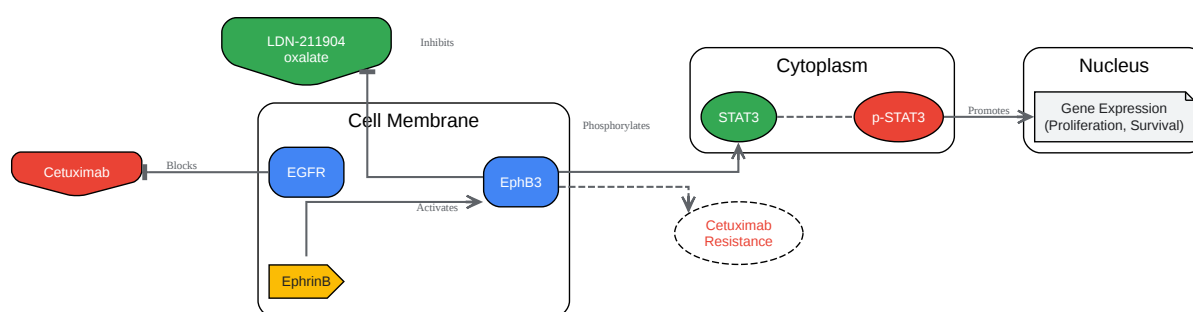 LDN-211904
oxalate
Inhibits
Cell Membrane
Cytoplasm
Nucleus
Cetuximab
Blocks
EGFR
EphB3
Activates
EphrinB
Phosphorylates
STAT3
p-STAT3
Promotes
Gene Expression
(Proliferation, Survival)
Cetuximab
Resistance